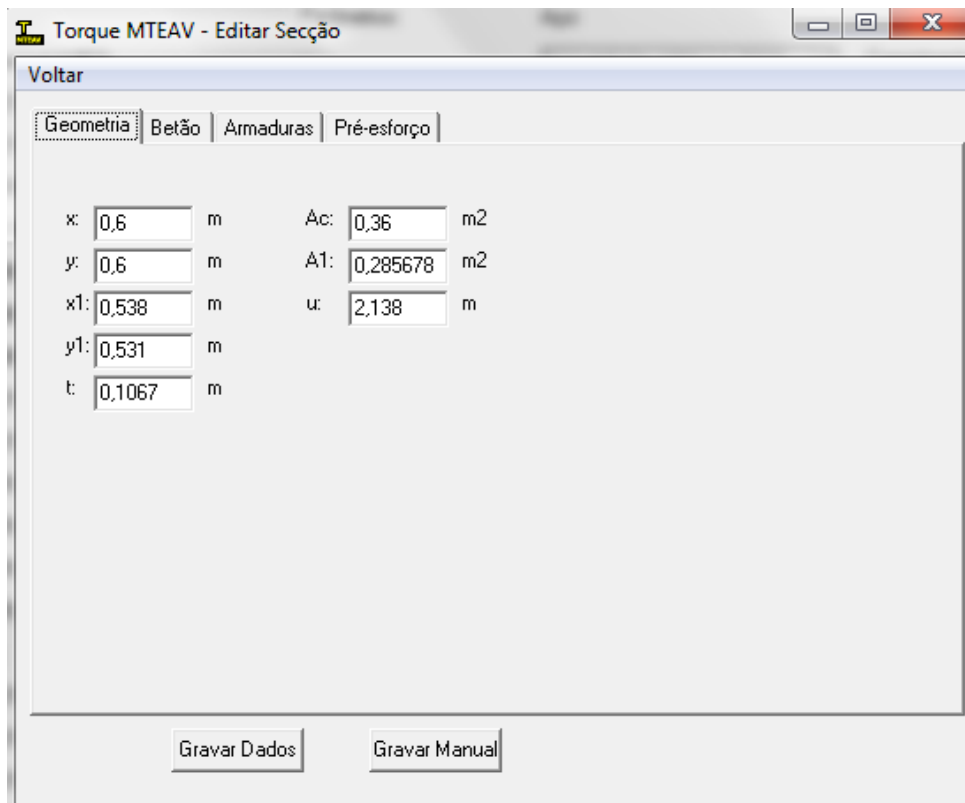 Torque MTEAV - Editar Secção
Voltar
Geometria Betão Armaduras Pré-esforço
x: 0,6 m Ac: 0,36 m2
y: 0,6 m A1: 0,285678 m2
x1: 0,538 m u: 2,138 m
y1: 0,531 m
t: 0,1067 m
Gravar Dados Gravar Manual